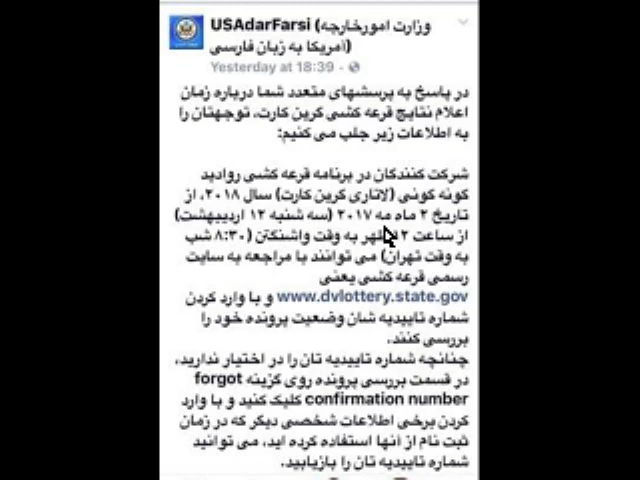 USAdarFarsi (وزارت امورخارجه
آمریکا به زبان فارسی)
Yesterday at 18:39
در پاسخ به پرسشهای متعدد شما درباره زمان
اعلام نتایج قرعه کشی گرین کارت، توجهتان را
به اطلاعات زیر جلب می کنیم:
شرکت کنندگان در برنامه قرعه کشی روادید
گونه گونی (لاتاری گرین کارت) سال ۲۰۱۸، از
تاریخ ۲ ماه مه ۲۰۱۷ (سه شنبه ۱۲ اردیبهشت)
از ساعت ۱۲ ظهر به وقت واشنگتن (۸:۳۰ شب
به وقت تهران) می توانند با مراجعه به سایت
رسمی قرعه کشی یعنی
www.dvlottery.state.gov و با وارد کردن
شماره تاییدیه شان وضعیت پرونده خود را
بررسی کنند.
چنانچه شماره تاییدیه تان را در اختیار ندارید،
در قسمت بررسی پرونده روی گزینه forgot
confirmation number کلیک کنید و با وارد
کردن برخی اطلاعات شخصی دیگر که در زمان
ثبت نام از آنها استفاده کرده اید، می توانید
شماره تاییدیه تان را بازیابید.